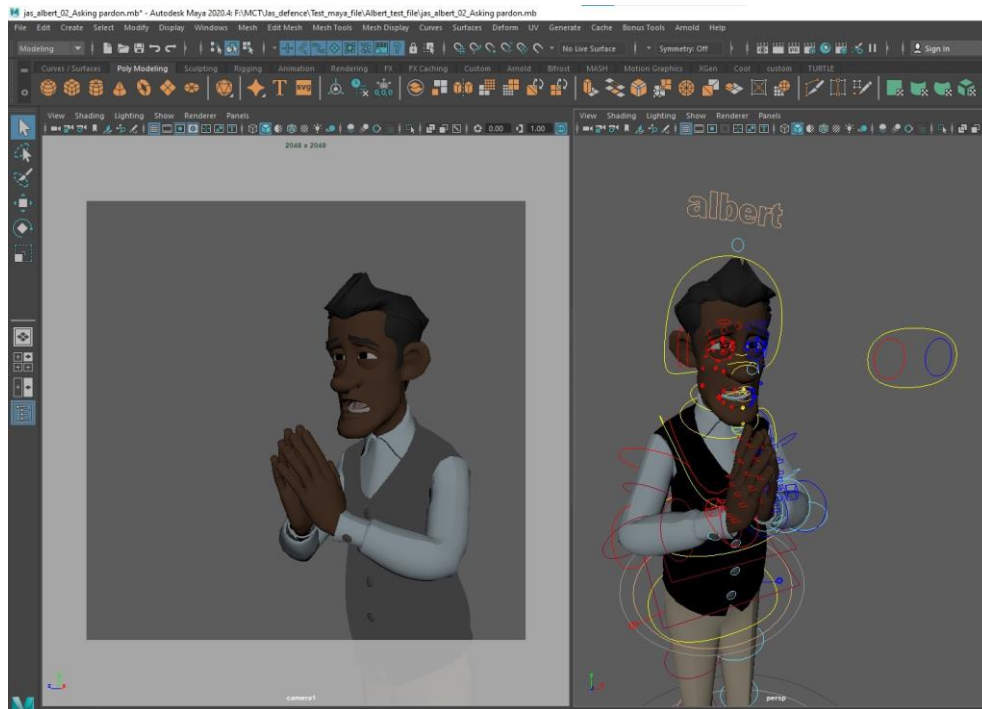 jas_albert_02_Asking pardon.mb* - Autodesk Maya 2020.4: F:\MCT\Jas_defence\Test_maya_file\Albert_test_file\jas_albert_02_Asking pardon.mb
File Edit Create Select Modify Display Windows Mesh Edit Mesh Mesh Tools Mesh Display Curves Surfaces Deform UV Generate Cache Bonus Tools Arnold Help
Modeling No Live Surface Symmetry: Off Sign In
Curves / Surfaces Poly Modeling Sculpting Rigging Animation Rendering FX FX Caching Custom Arnold Bifrost MASH Motion Graphics XGen Cool custom TURTLE
T SVG
View Shading Lighting Show Renderer Panels
0.00 1.00
2048 x 2048
camera1
View Shading Lighting Show Renderer Panels
albert
persp